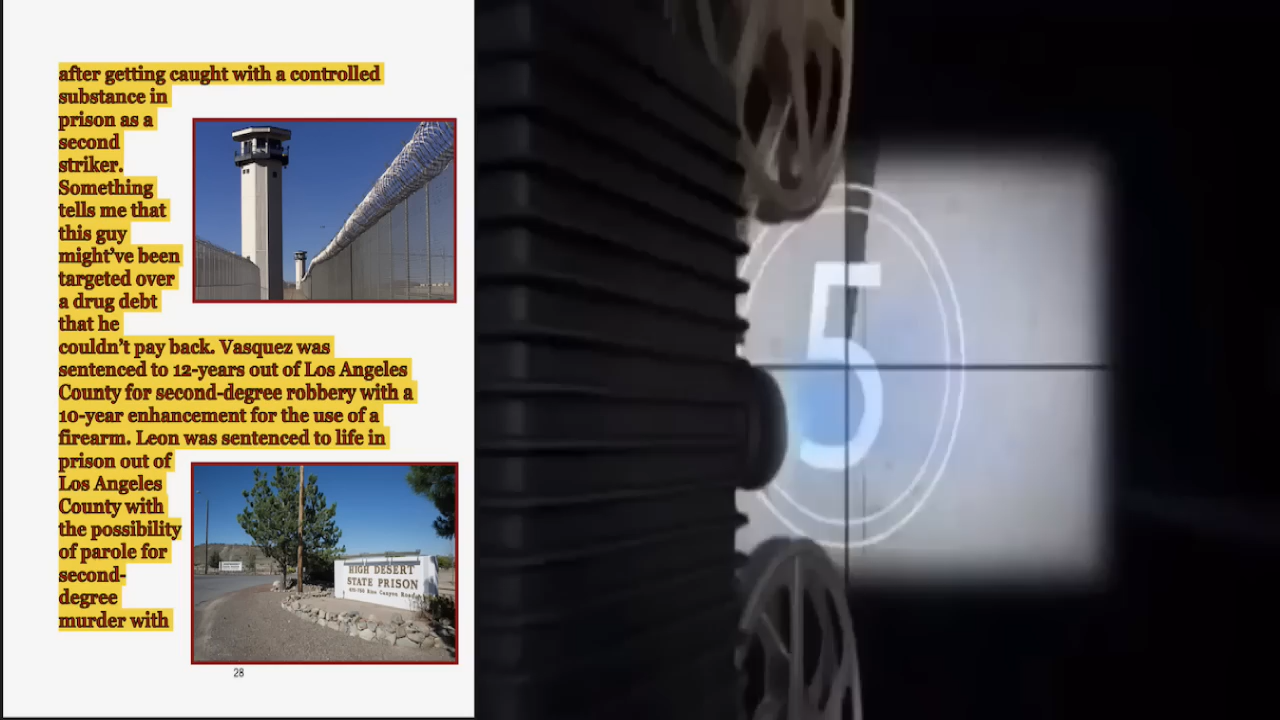 after getting caught with a controlled
substance in
prison as a
second
striker.
Something
tells me that
this guy
might've been
targeted over
a drug debt
that he
couldn't pay back. Vasquez was
sentenced to 12-years out of Los Angeles
County for second-degree robbery with a
10-year enhancement for the use of a
firearm. Leon was sentenced to life in
prison out of
Los Angeles
County with
the possibility
of parole for
second-
degree
murder with
HIGH DESERT
STATE PRISON
28
5